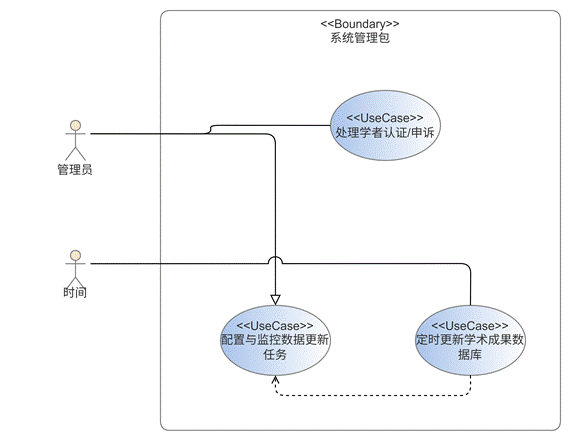 <<Boundary>>
系统管理包
<<UseCase>>
处理学者认证/申诉
管理员
时间
<<UseCase>>
配置与监控数据更新
任务
<<UseCase>>
定时更新学术成果数
据库